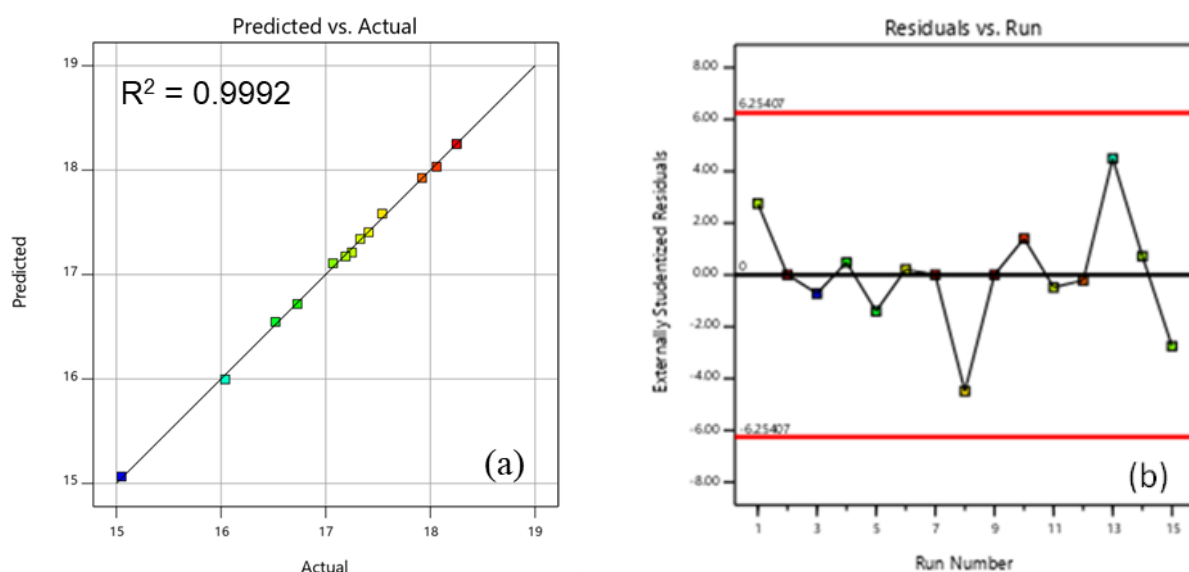 Predicted vs. Actual
R² = 0.9992
19
18
17
16
15
Predicted
15 16 17 18 19
Actual
(a)
Residuals vs. Run
8.00
6.25407
6.00
4.00
2.00
0
0.00
-2.00
-4.00
-6.25407
-6.00
-8.00
Externally Studentized Residuals
1 3 5 7 9 11 13 15
Run Number
(b)